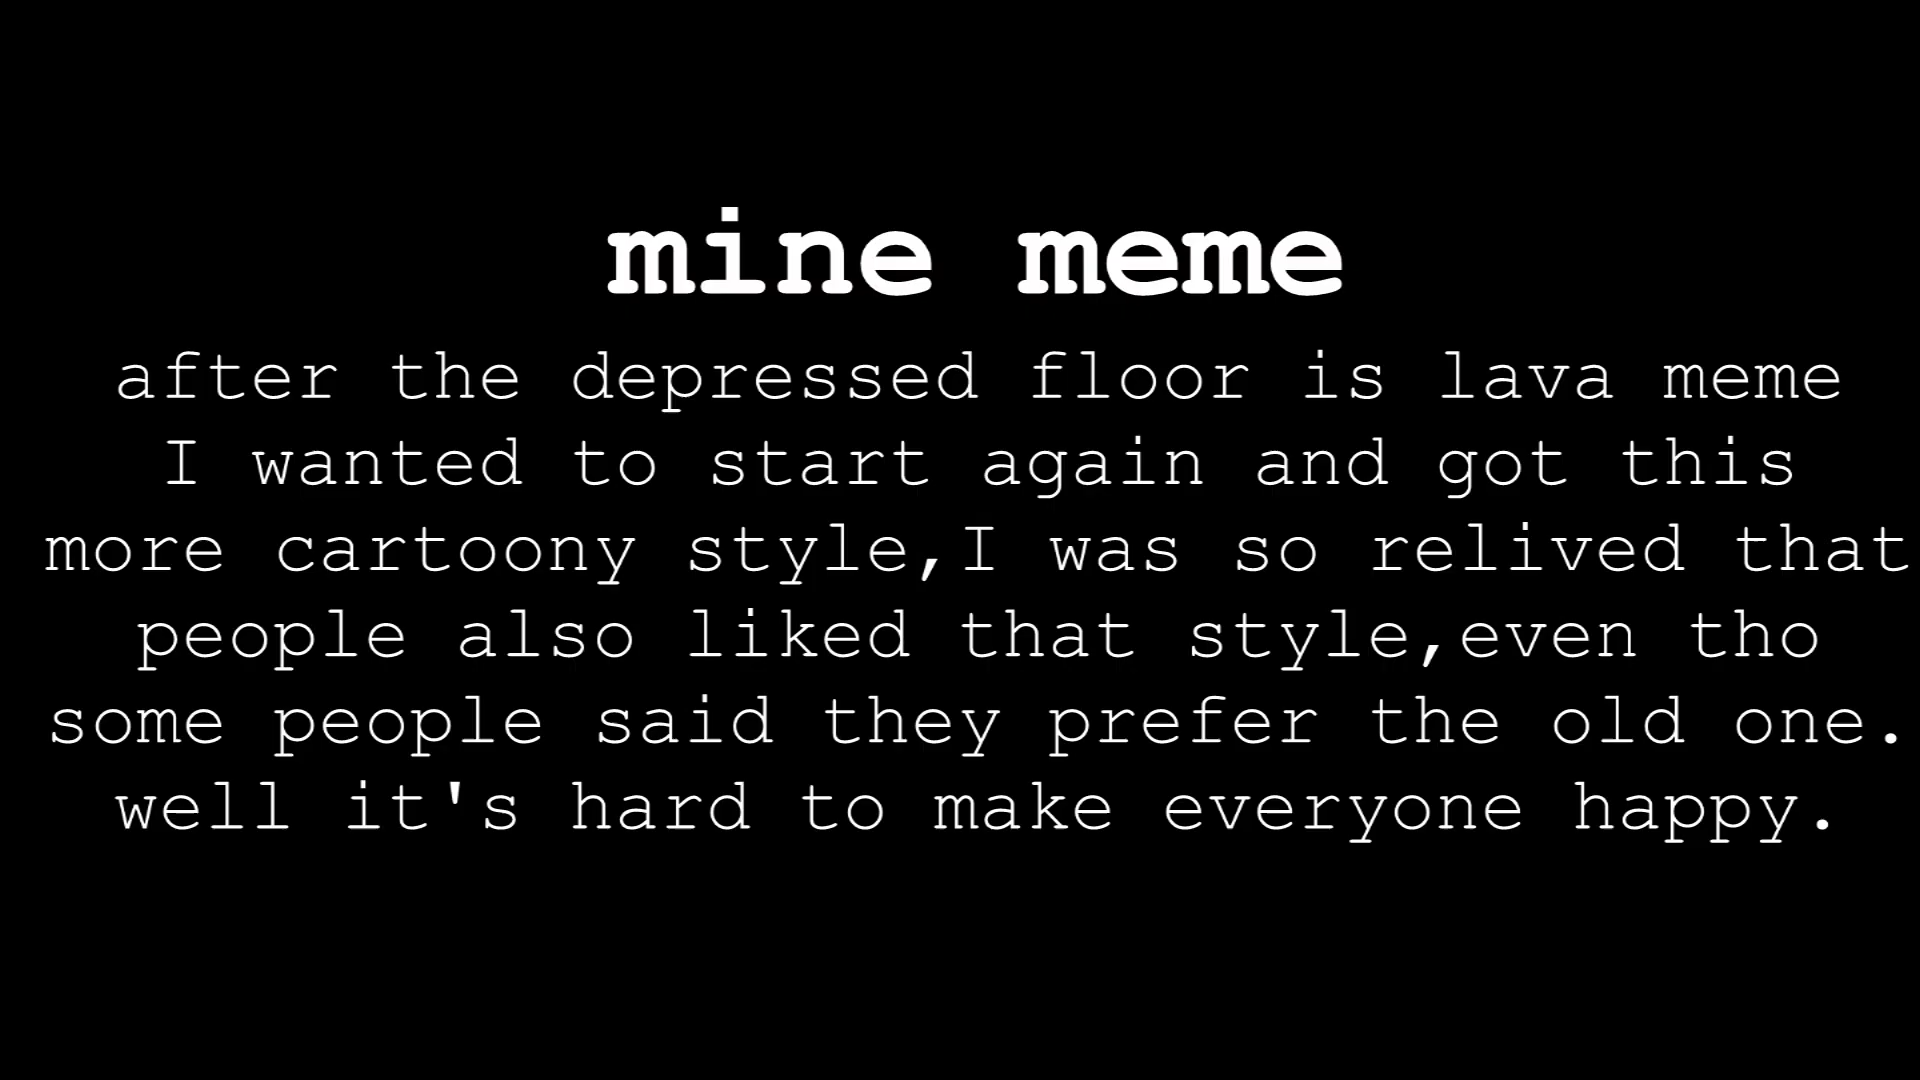 mine meme
after the depressed floor is lava meme
I wanted to start again and got this
more cartoony style,I was so relived that
people also liked that style,even tho
some people said they prefer the old one.
well it's hard to make everyone happy.